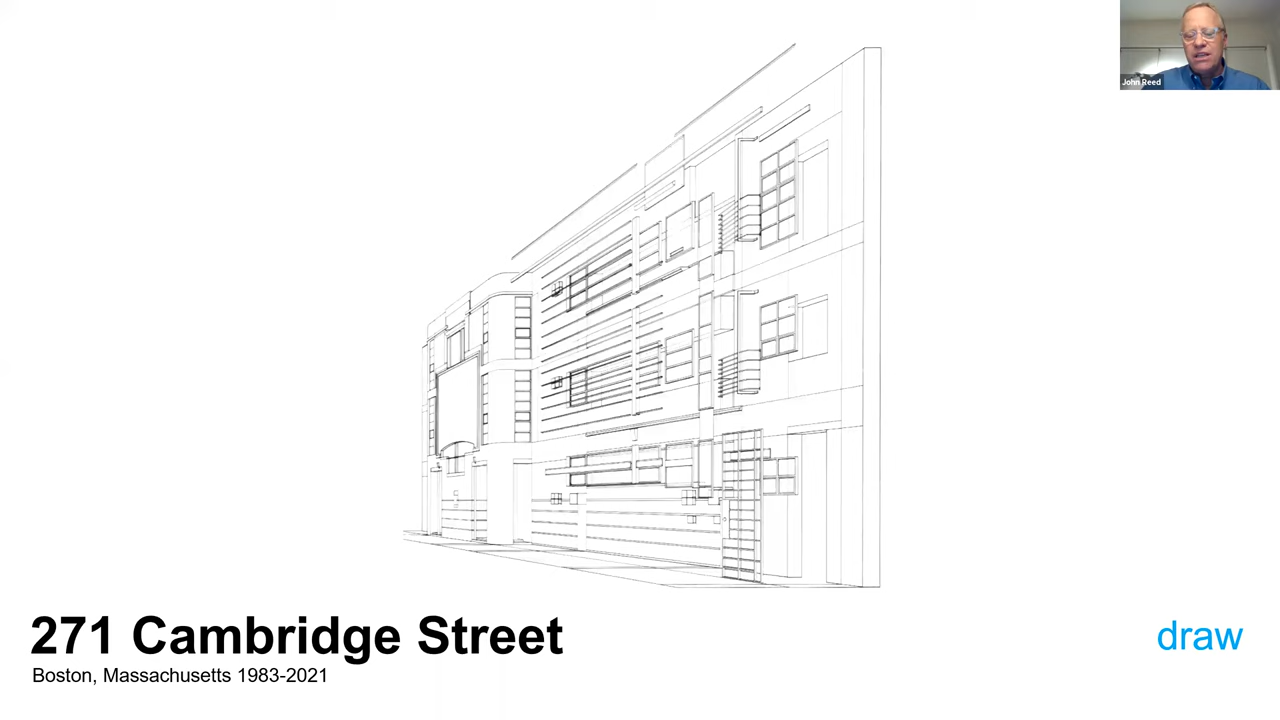 John Reed
271 Cambridge Street
Boston, Massachusetts 1983-2021
draw